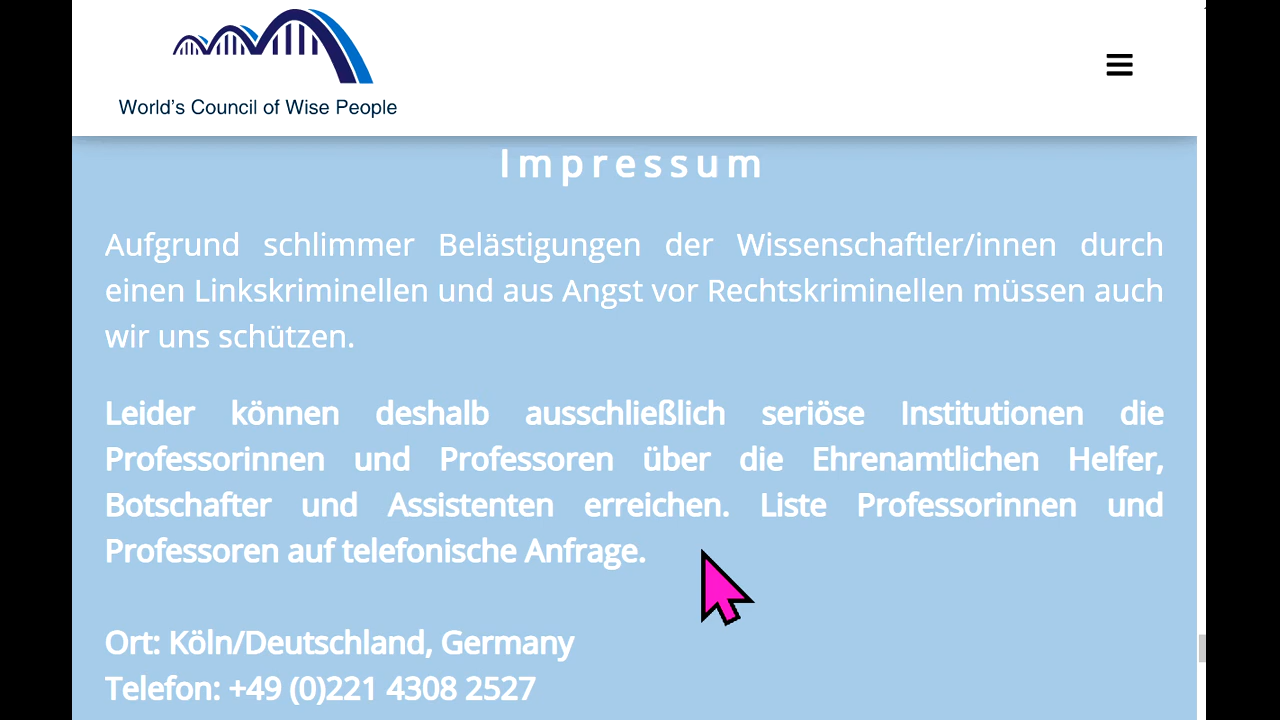 World's Council of Wise People
Impressum
Aufgrund schlimmer Belästigungen der Wissenschaftler/innen durch
einen Linkskriminellen und aus Angst vor Rechtskriminellen müssen auch
wir uns schützen.
Leider können deshalb ausschließlich seriöse Institutionen die
Professorinnen und Professoren über die Ehrenamtlichen Helfer,
Botschafter und Assistenten erreichen. Liste Professorinnen und
Professoren auf telefonische Anfrage.
Ort: Köln/Deutschland, Germany
Telefon: +49 (0)221 4308 2527